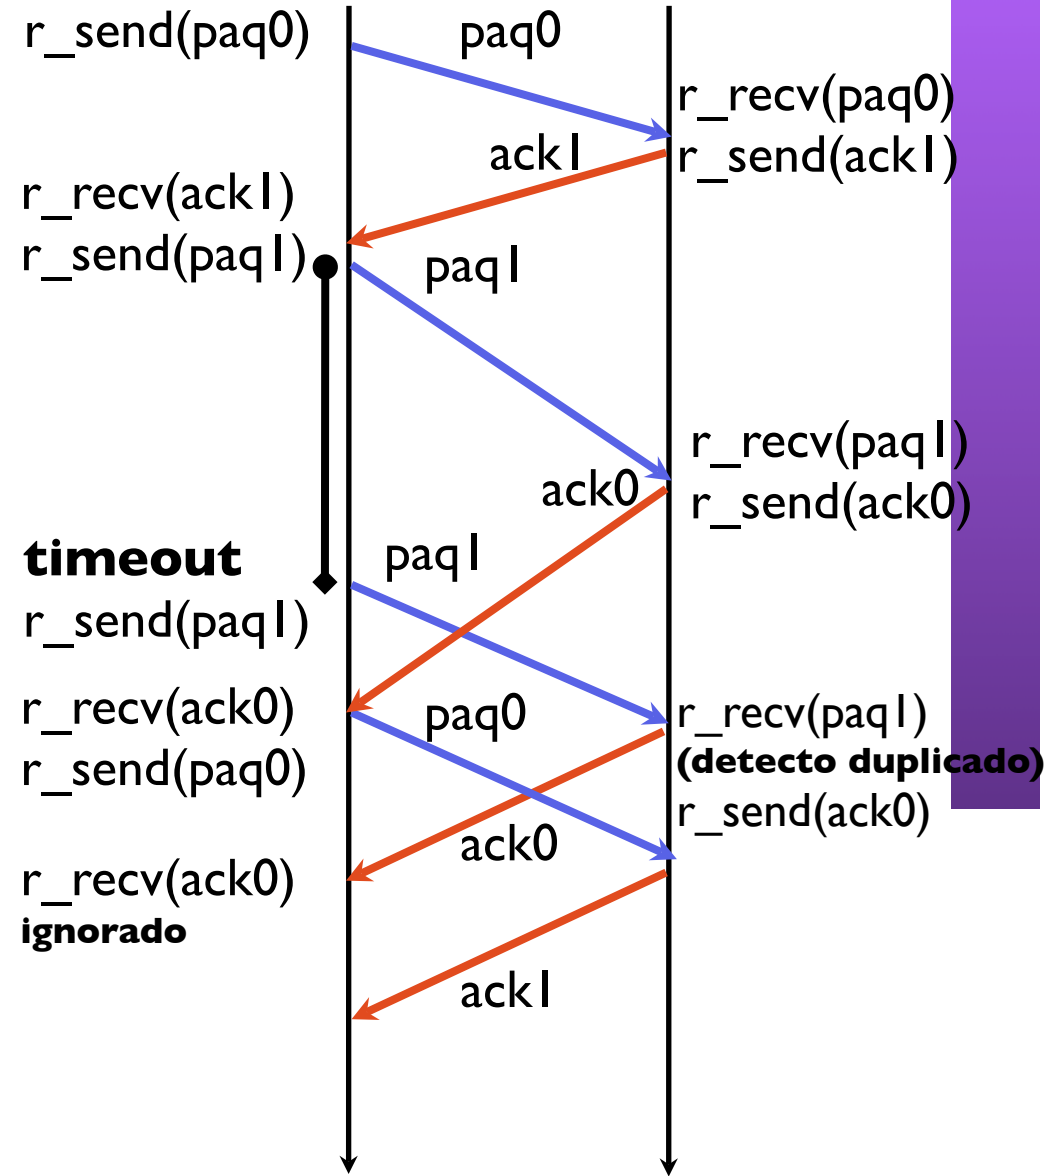 r_send(paq0)
paq0
r_recv(paq0)
ack1
r_send(ack1)
r_recv(ack1)
r_send(paq1)
paq1
r_recv(paq1)
ack0
r_send(ack0)
timeout
paq1
r_send(paq1)
r_recv(ack0)
paq0
r_recv(paq1)
(detecto duplicado)
r_send(paq0)
r_send(ack0)
ack0
r_recv(ack0)
ignorado
ack1